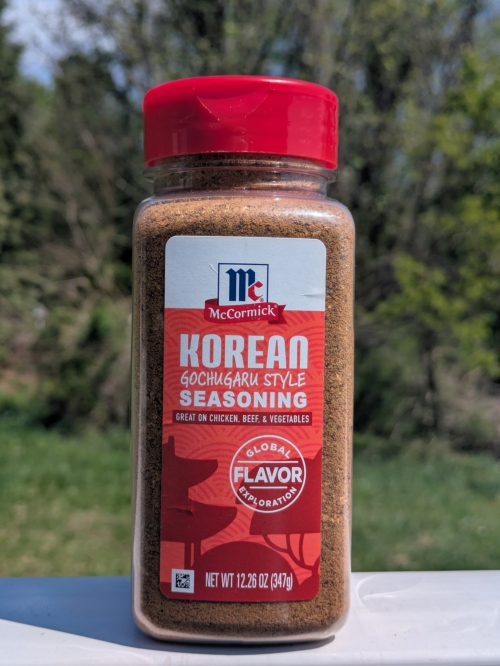 Mc
McCormick®
KOREAN
GOCHUGARU STYLE
SEASONING
GREAT ON CHICKEN, BEEF, & VEGETABLES
GLOBAL
FLAVOR
EXPLORATION
NET WT 12.26 OZ (347g)